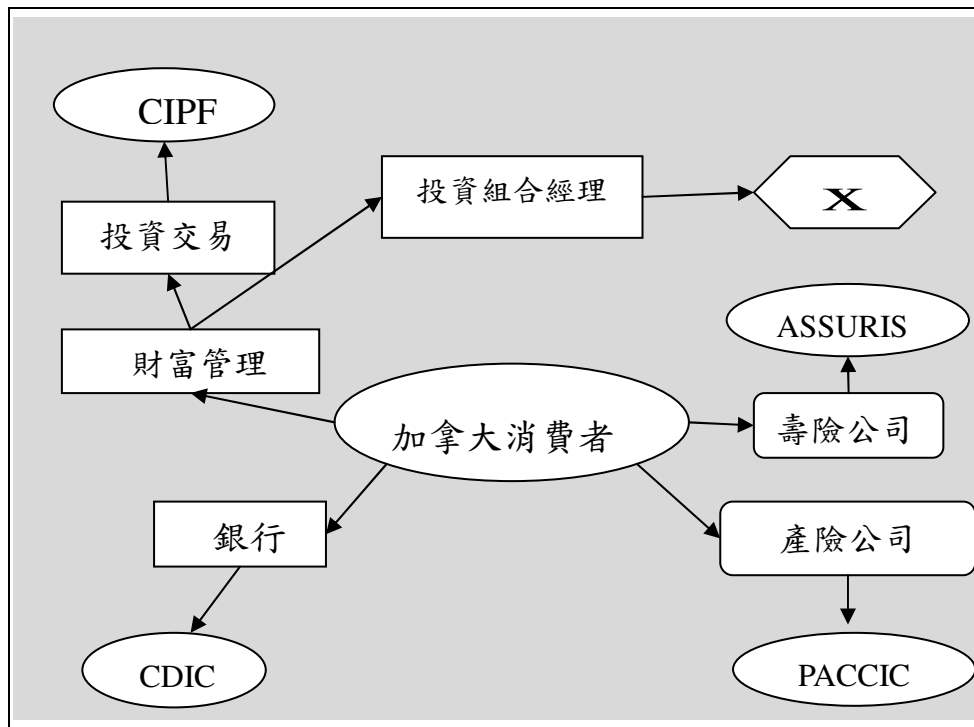 CIPF
投資組合經理
X
投資交易
ASSURIS
財富管理
加拿大消費者
壽險公司
銀行
產險公司
CDIC
PACCIC